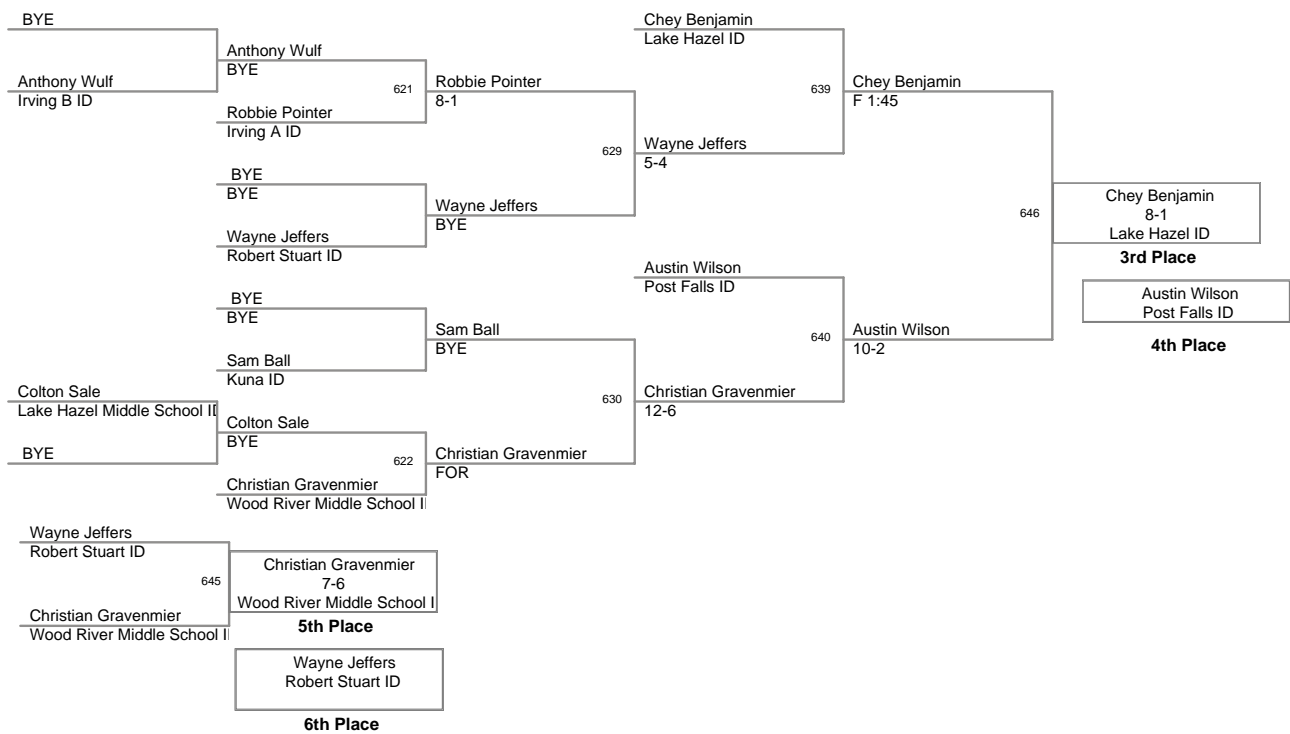 BYE
Anthony Wulf
Irving B ID
Anthony Wulf
BYE
621
Robbie Pointer
Irving A ID
Robbie Pointer
8-1
BYE
BYE
Wayne Jeffers
Robert Stuart ID
Wayne Jeffers
BYE
629
Wayne Jeffers
5-4
Chey Benjamin
Lake Hazel ID
639
Chey Benjamin
F 1:45
BYE
BYE
Sam Ball
Kuna ID
Sam Ball
BYE
Colton Sale
Lake Hazel Middle School ID
BYE
Colton Sale
BYE
622
Christian Gravenmier
Wood River Middle School I
Christian Gravenmier
FOR
630
Christian Gravenmier
12-6
Austin Wilson
Post Falls ID
640
Austin Wilson
10-2
646
Chey Benjamin
8-1
Lake Hazel ID
3rd Place
Austin Wilson
Post Falls ID
4th Place
Wayne Jeffers
Robert Stuart ID
645
Christian Gravenmier
Wood River Middle School I
Christian Gravenmier
7-6
Wood River Middle School I
5th Place
Wayne Jeffers
Robert Stuart ID
6th Place